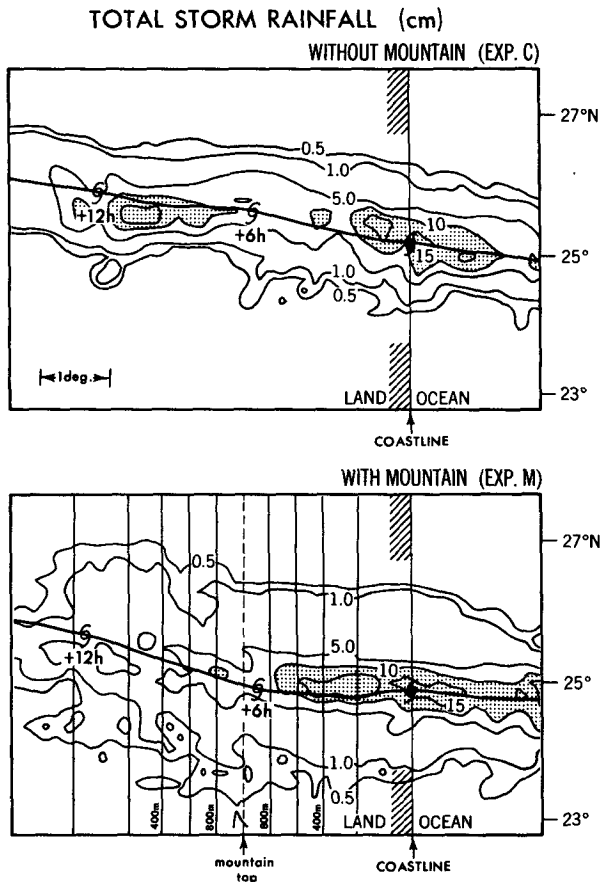 TOTAL STORM RAINFALL (cm)
WITHOUT MOUNTAIN (EXP. C)
27°N
0.5
1.0
5.0
+12h
+6h
10
15
25°
1.0
0.5
1deg.
LAND OCEAN
23°
COASTLINE
WITH MOUNTAIN (EXP. M)
27°N
0.5
1.0
5.0
+12h
10
25°
+6h
15
1.0
0.5
400m
800m
800m
400m
LAND OCEAN
23°
mountain
top
COASTLINE